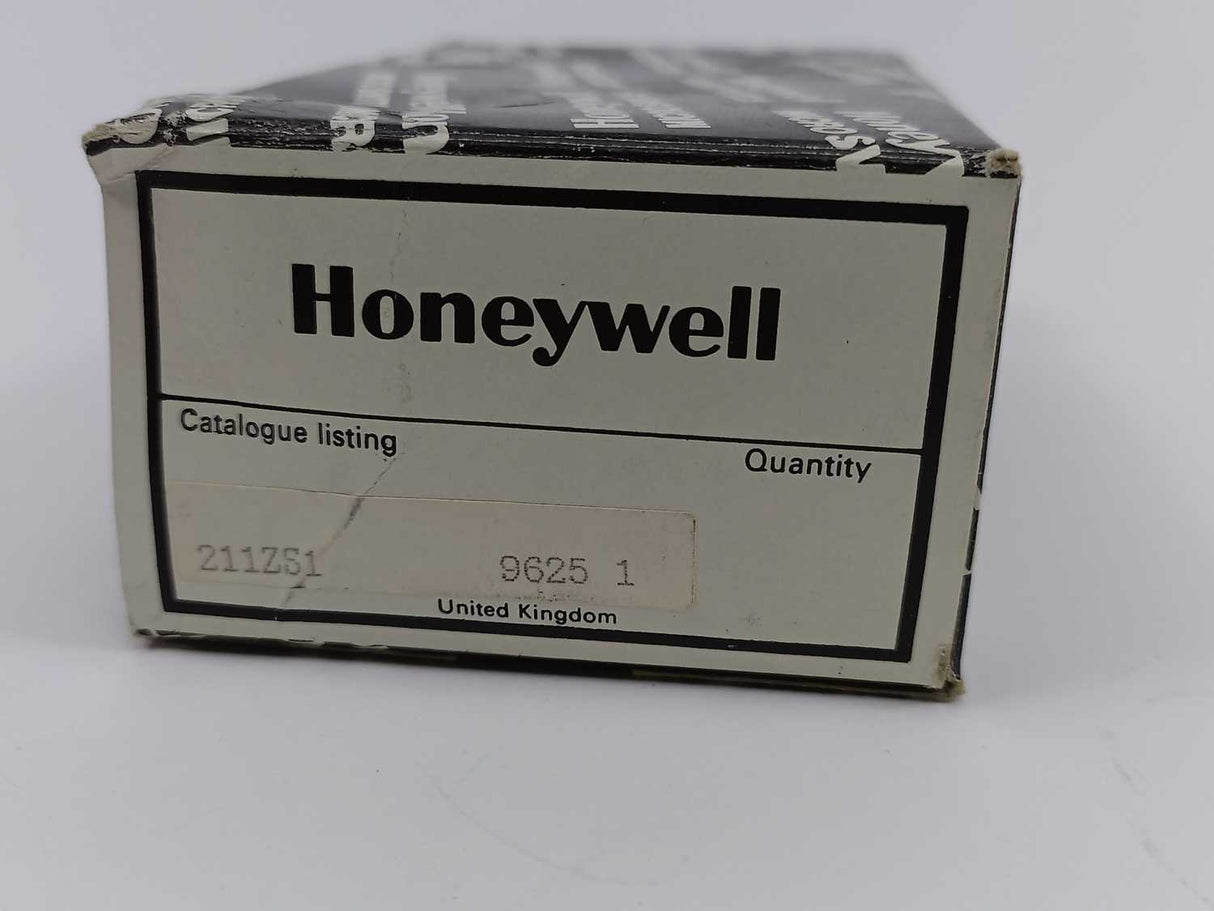 Honeywell
Catalogue listing
Quantity
211ZS1 9625 1
United Kingdom